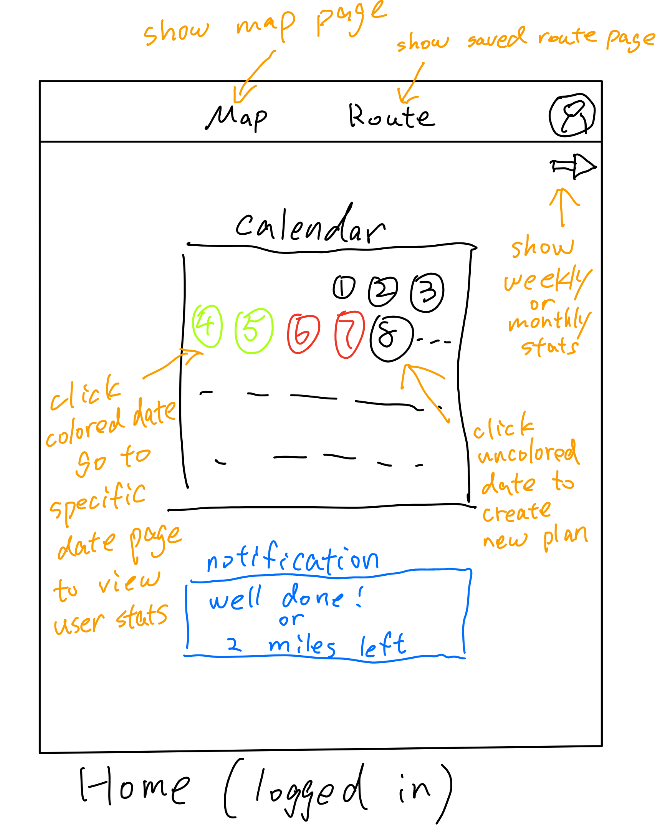 show map page
show saved route page
Map Route
show
weekly
or
monthly
stats
calendar
1 2 3
4 5 6 7 8
click
colored date
go to
specific
date page
to view
user stats
click
uncolored
date to
create
new plan
notification
well done!
or
2 miles left
Home (logged in)